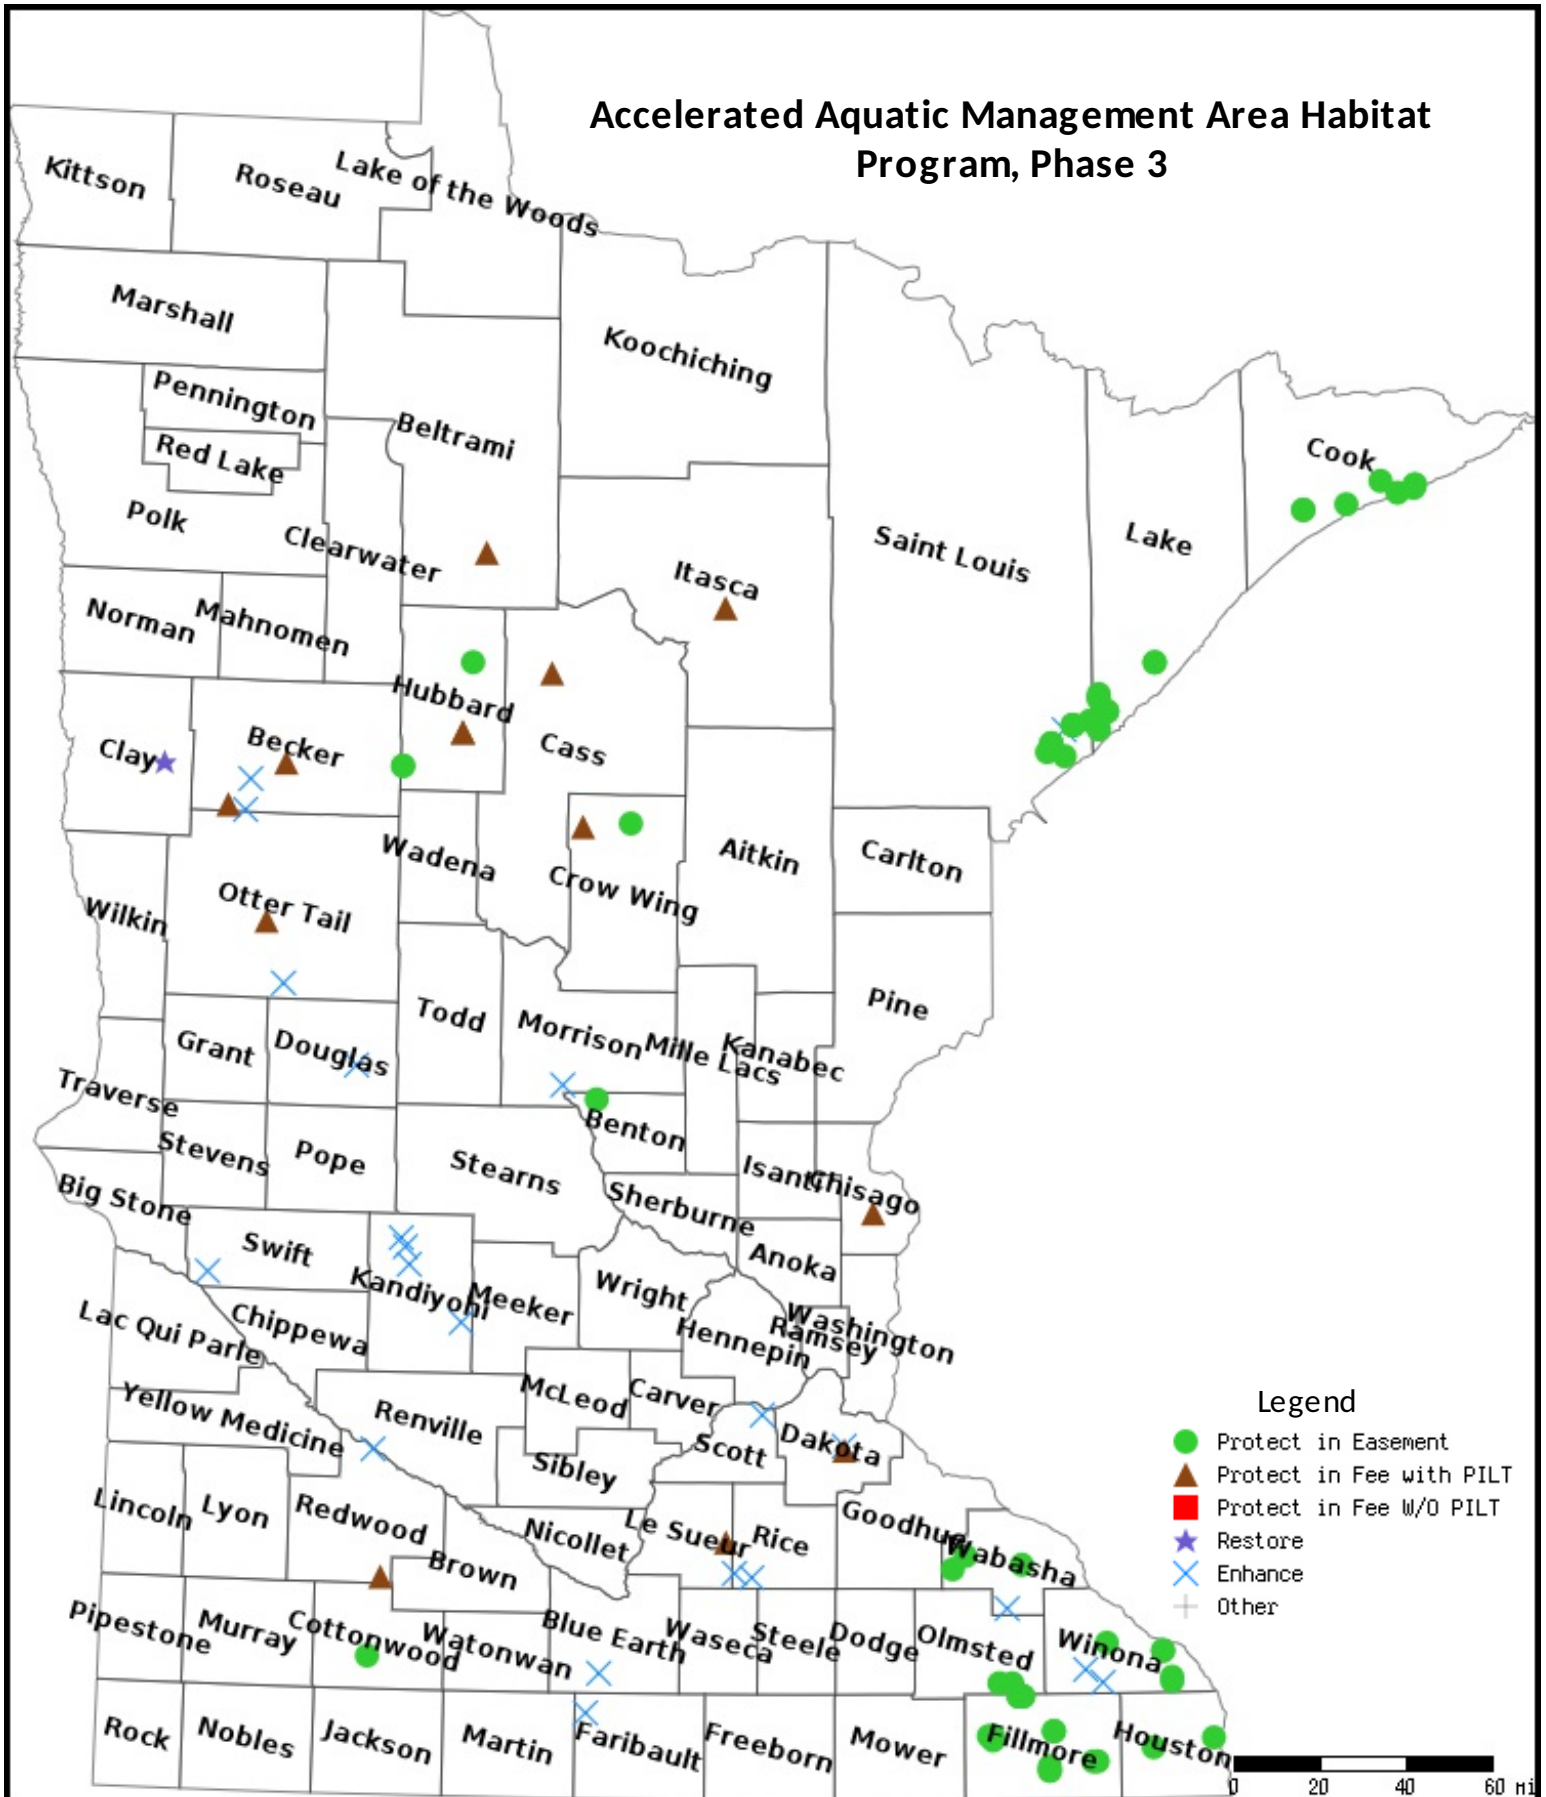 Accelerated Aquatic Management Area Habitat
Program, Phase 3
Kittson
Roseau
Lake of the Woods
Marshall
Koochiching
Pennington
Beltrami
Red Lake
Cook
Polk
Clearwater
Saint Louis
Lake
Itasca
Norman
Mahnomen
Hubbard
Clay
Becker
Cass
Wadena
Aitkin
Carlton
Crow Wing
Otter Tail
Wilkin
Pine
Todd
Morrison
Mille Lacs
Kanabec
Grant
Douglas
Traverse
Benton
Stevens
Pope
Stearns
Isanti
Chisago
Big Stone
Sherburne
Swift
Anoka
Kandiyohi
Meeker
Wright
Washington
Ramsey
Hennepin
Lac Qui Parle
Chippewa
McLeod
Carver
Yellow Medicine
Renville
Scott
Dakota
Sibley
Legend
Protect in Easement
Protect in Fee with PILT
Protect in Fee W/O PILT
Restore
Enhance
Other
Lincoln
Lyon
Redwood
Nicollet
Le Sueur
Rice
Goodhue
Wabasha
Brown
Pipestone
Murray
Cottonwood
Watonwan
Blue Earth
Waseca
Steele
Dodge
Olmsted
Winona
Rock
Nobles
Jackson
Martin
Faribault
Freeborn
Mower
Fillmore
Houston
0 20 40 60 mi